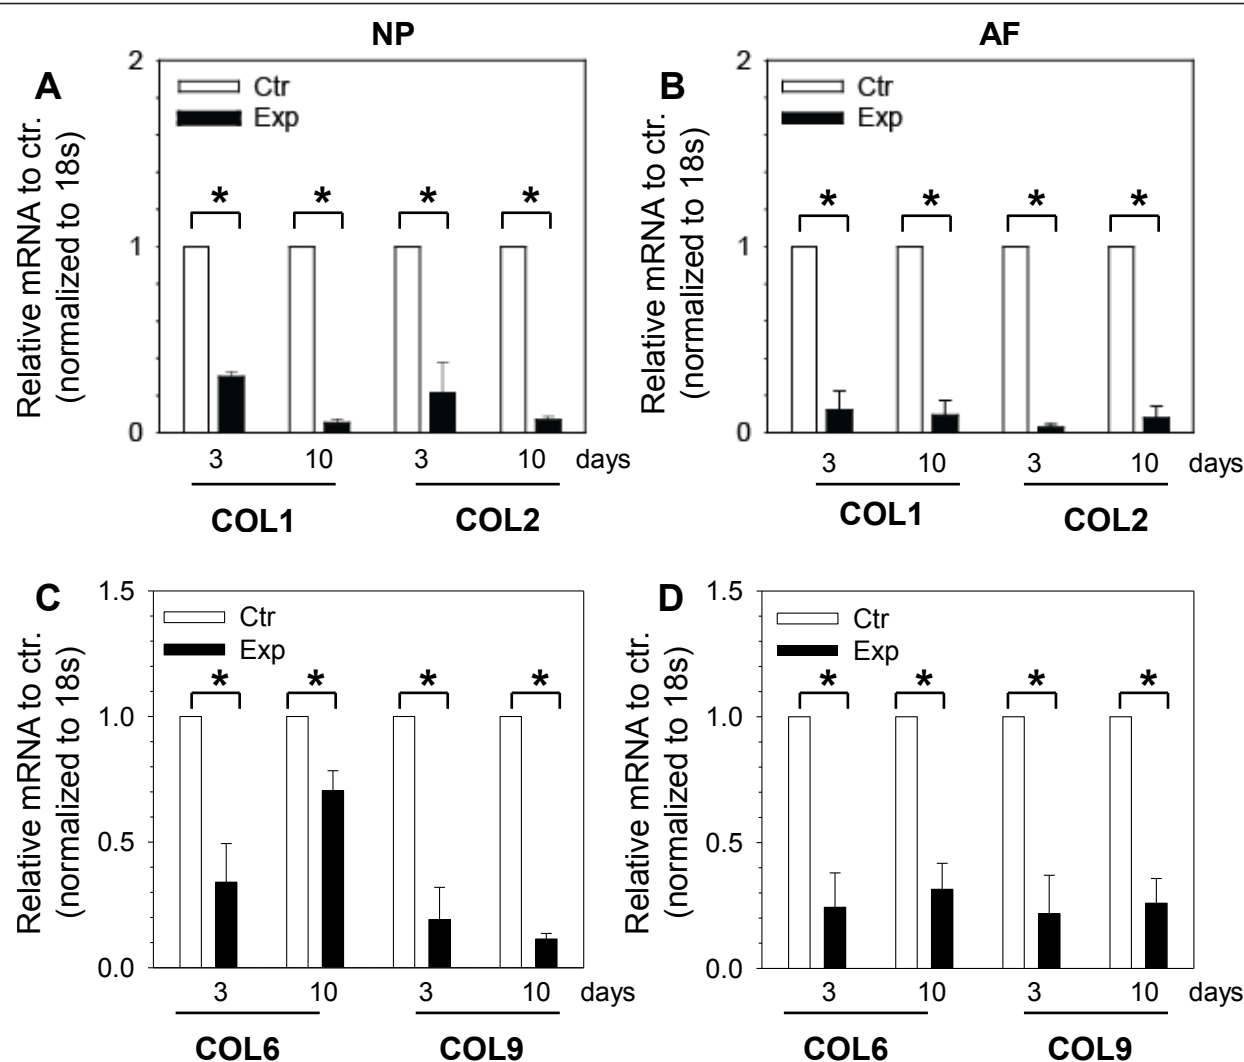 NP
A
2
Ctr
Exp
Relative mRNA to ctr.
(normalized to 18s)
* * * *
1
0
3 10 3 10 days
COL1 COL2
AF
B
2
Ctr
Exp
Relative mRNA to ctr.
(normalized to 18s)
* * * *
1
0
3 10 3 10 days
COL1 COL2
C
1.5
Ctr
Exp
Relative mRNA to ctr.
(normalized to 18s)
* * * *
1.0
0.5
0.0
3 10 3 10 days
COL6 COL9
D
1.5
Ctr
Exp
Relative mRNA to ctr.
(normalized to 18s)
* * * *
1.0
0.5
0.0
3 10 3 10 days
COL6 COL9